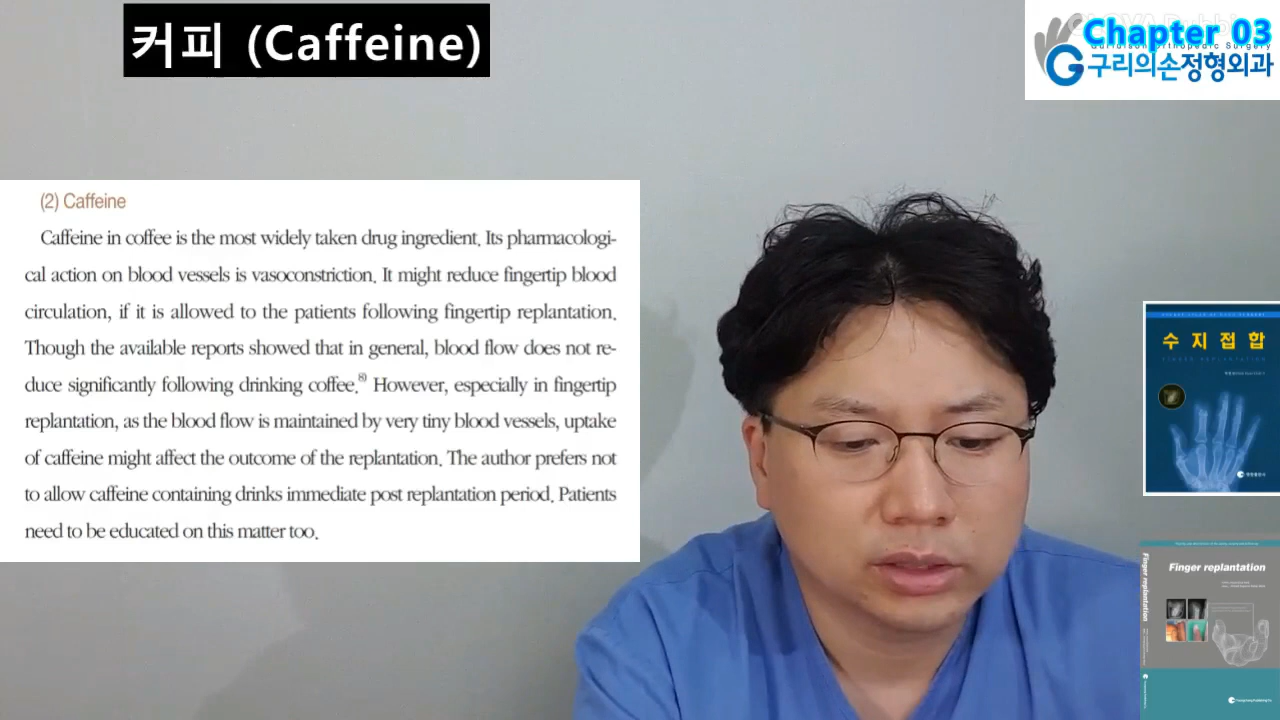 커피 (Caffeine)
Chapter 03
구리의손정형외과
(2) Caffeine
Caffeine in coffee is the most widely taken drug ingredient. Its pharmacologi-
cal action on blood vessels is vasoconstriction. It might reduce fingertip blood
circulation, if it is allowed to the patients following fingertip replantation.
Though the available reports showed that in general, blood flow does not re-
duce significantly following drinking coffee.8) However, especially in fingertip
replantation, as the blood flow is maintained by very tiny blood vessels, uptake
of caffeine might affect the outcome of the replantation. The author prefers not
to allow caffeine containing drinks immediate post replantation period. Patients
need to be educated on this matter too.
수지접합
FINGER REPLANTATION
Finger replantation
Finger replantation